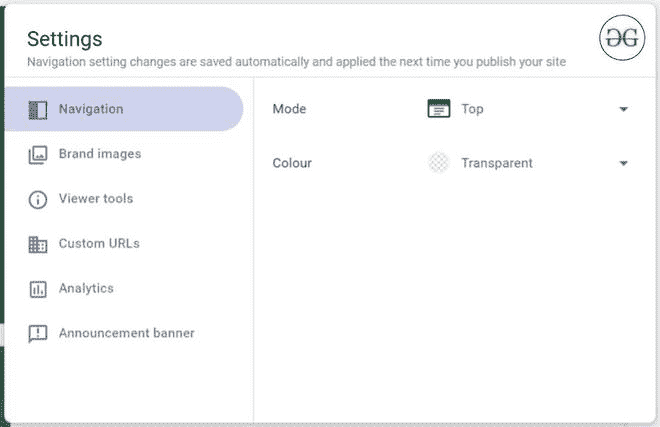 Settings
Navigation setting changes are saved automatically and applied the next time you publish your site
Navigation
Mode
Top
Brand images
Colour
Transparent
Viewer tools
Custom URLs
Analytics
Announcement banner